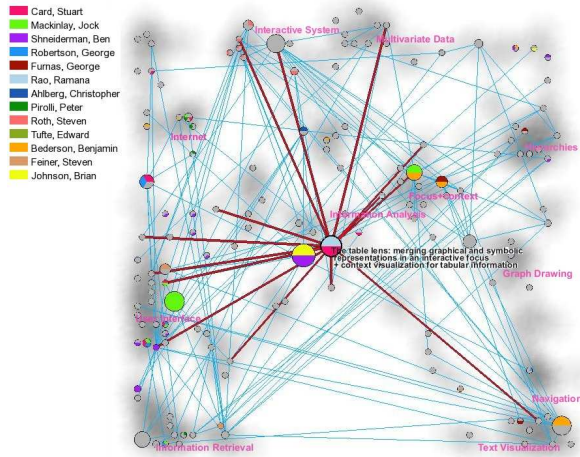 Card, Stuart
Mackinlay, Jock
Shneiderman, Ben
Robertson, George
Furnas, George
Rao, Ramana
Ahlberg, Christopher
Pirolli, Peter
Roth, Steven
Tufte, Edward
Bederson, Benjamin
Feiner, Steven
Johnson, Brian
Interactive System
Multivariate Data
Internet
Hierarchies
Focus+context
Information Analysis
The table lens: merging graphical and symbolic
representations in an interactive focus
+ context visualization for tabular information
Graph Drawing
User Interface
Navigation
Information Retrieval
Text Visualization